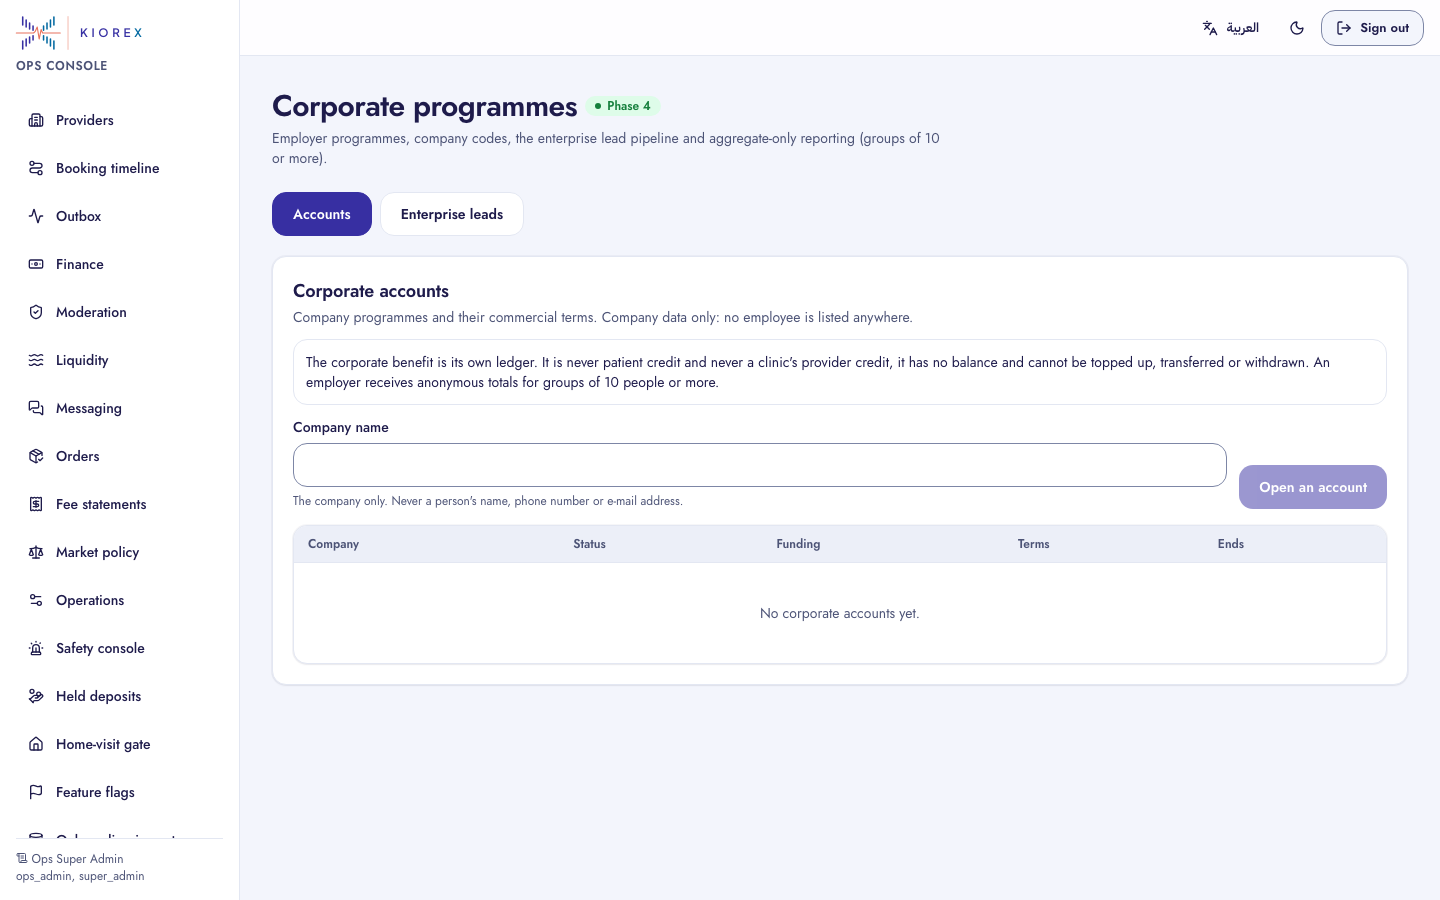 KIOREX
OPS CONSOLE
Providers
Booking timeline
Outbox
Finance
Moderation
Liquidity
Messaging
Orders
Fee statements
Market policy
Operations
Safety console
Held deposits
Home-visit gate
Feature flags
Ops Super Admin
ops_admin, super_admin
العربية
Sign out
Corporate programmes
Phase 4
Employer programmes, company codes, the enterprise lead pipeline and aggregate-only reporting (groups of 10
or more).
Accounts
Enterprise leads
Corporate accounts
Company programmes and their commercial terms. Company data only: no employee is listed anywhere.
The corporate benefit is its own ledger. It is never patient credit and never a clinic's provider credit, it has no balance and cannot be topped up, transferred or withdrawn. An
employer receives anonymous totals for groups of 10 people or more.
Company name
The company only. Never a person's name, phone number or e-mail address.
Open an account
Company Status Funding Terms Ends
No corporate accounts yet.